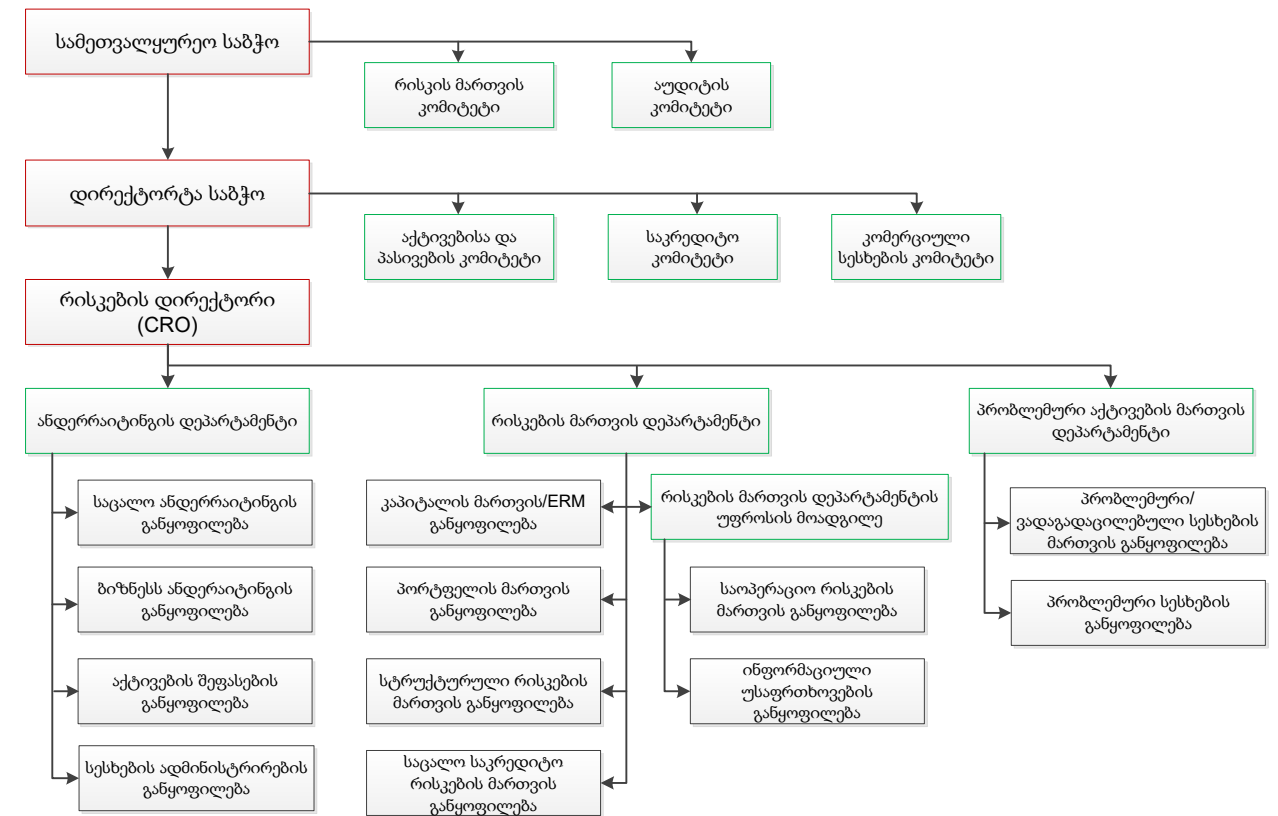 სამეთვალყურეო საბჭო
რისკის მართვის
კომიტეტი
აუდიტის
კომიტეტი
დირექტორტა საბჭო
აქტივებისა და
პასივების კომიტეტი
საკრედიტო
კომიტეტი
კომერციული
სესხების კომიტეტი
რისკების დირექტორი
(CRO)
ანდერრაიტინგის დეპარტამენტი
საცალო ანდერრაიტინგის
განყოფილება
ბიზნესს ანდერაიტინგის
განყოფილება
აქტივების შეფასების
განყოფილება
სესხების ადმინისტრირების
განყოფილება
რისკების მართვის დეპარტამენტი
კაპიტალის მართვის/ERM
განყოფილება
პორტფელის მართვის
განყოფილება
სტრუქტურული რისკების
მართვის განყოფილება
საცალო საკრედიტო
რისკების მართვის
განყოფილება
რისკების მართვის დეპარტამენტის
უფროსის მოადგილე
საოპერაციო რისკების
მართვის განყოფილება
ინფორმაციული
უსაფრთხოვების
განყოფილება
პრობლემური აქტივების მართვის
დეპარტამენტი
პრობლემური/
ვადაგადაცილებული სესხების
მართვის განყოფილება
პრობლემური სესხების
განყოფილება